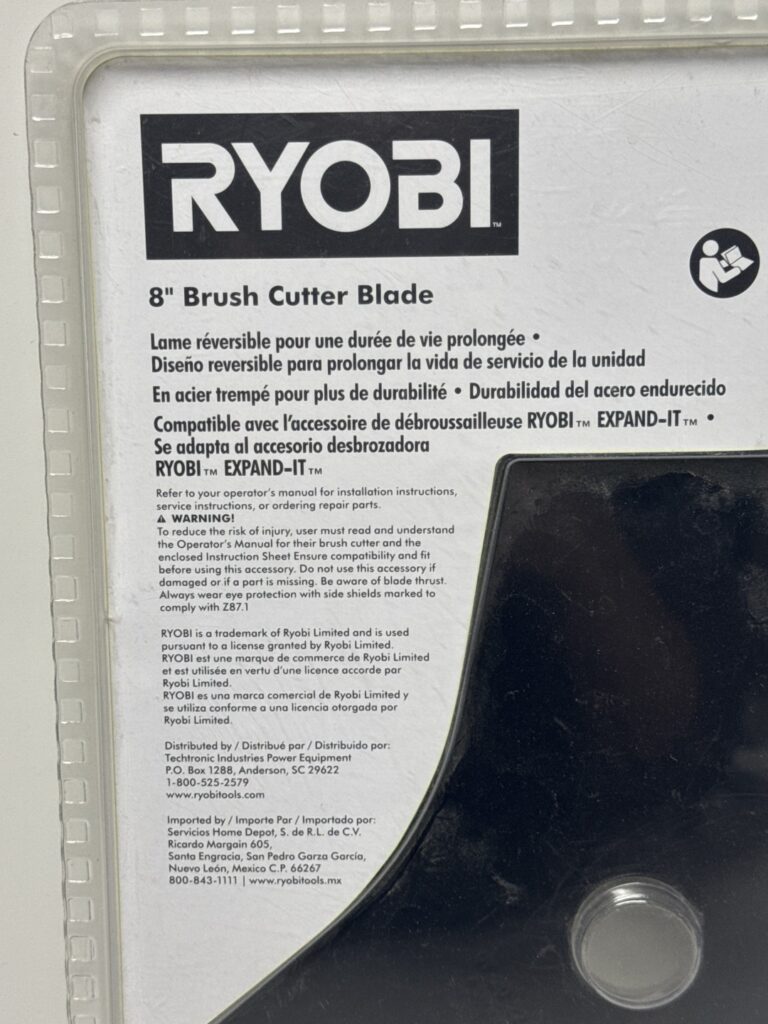 RYOBI™
8" Brush Cutter Blade
Lame réversible pour une durée de vie prolongée •
Diseño reversible para prolongar la vida de servicio de la unidad
En acier trempé pour plus de durabilité • Durabilidad del acero endurecido
Compatible avec l'accessoire de débroussailleuse RYOBI™ EXPAND-IT™ •
Se adapta al accesorio desbrozadora
RYOBI™ EXPAND-IT™
Refer to your operator's manual for installation instructions,
service instructions, or ordering repair parts.
⚠ WARNING!
To reduce the risk of injury, user must read and understand
the Operator's Manual for their brush cutter and the
enclosed Instruction Sheet Ensure compatibility and fit
before using this accessory. Do not use this accessory if
damaged or if a part is missing. Be aware of blade thrust.
Always wear eye protection with side shields marked to
comply with Z87.1
RYOBI is a trademark of Ryobi Limited and is used
pursuant to a license granted by Ryobi Limited.
RYOBI est une marque de commerce de Ryobi Limited
et est utilisée en vertu d'une licence accorde par
Ryobi Limited.
RYOBI es una marca comercial de Ryobi Limited y
se utiliza conforme a una licencia otorgada por
Ryobi Limited.
Distributed by / Distribué par / Distribuido por:
Techtronic Industries Power Equipment
P.O. Box 1288, Anderson, SC 29622
1-800-525-2579
www.ryobitools.com
Imported by / Importe Par / Importado por:
Servicios Home Depot, S. de R.L. de C.V.
Ricardo Margain 605,
Santa Engracia, San Pedro Garza García,
Nuevo León, Mexico C.P. 66267
800-843-1111 | www.ryobitools.mx